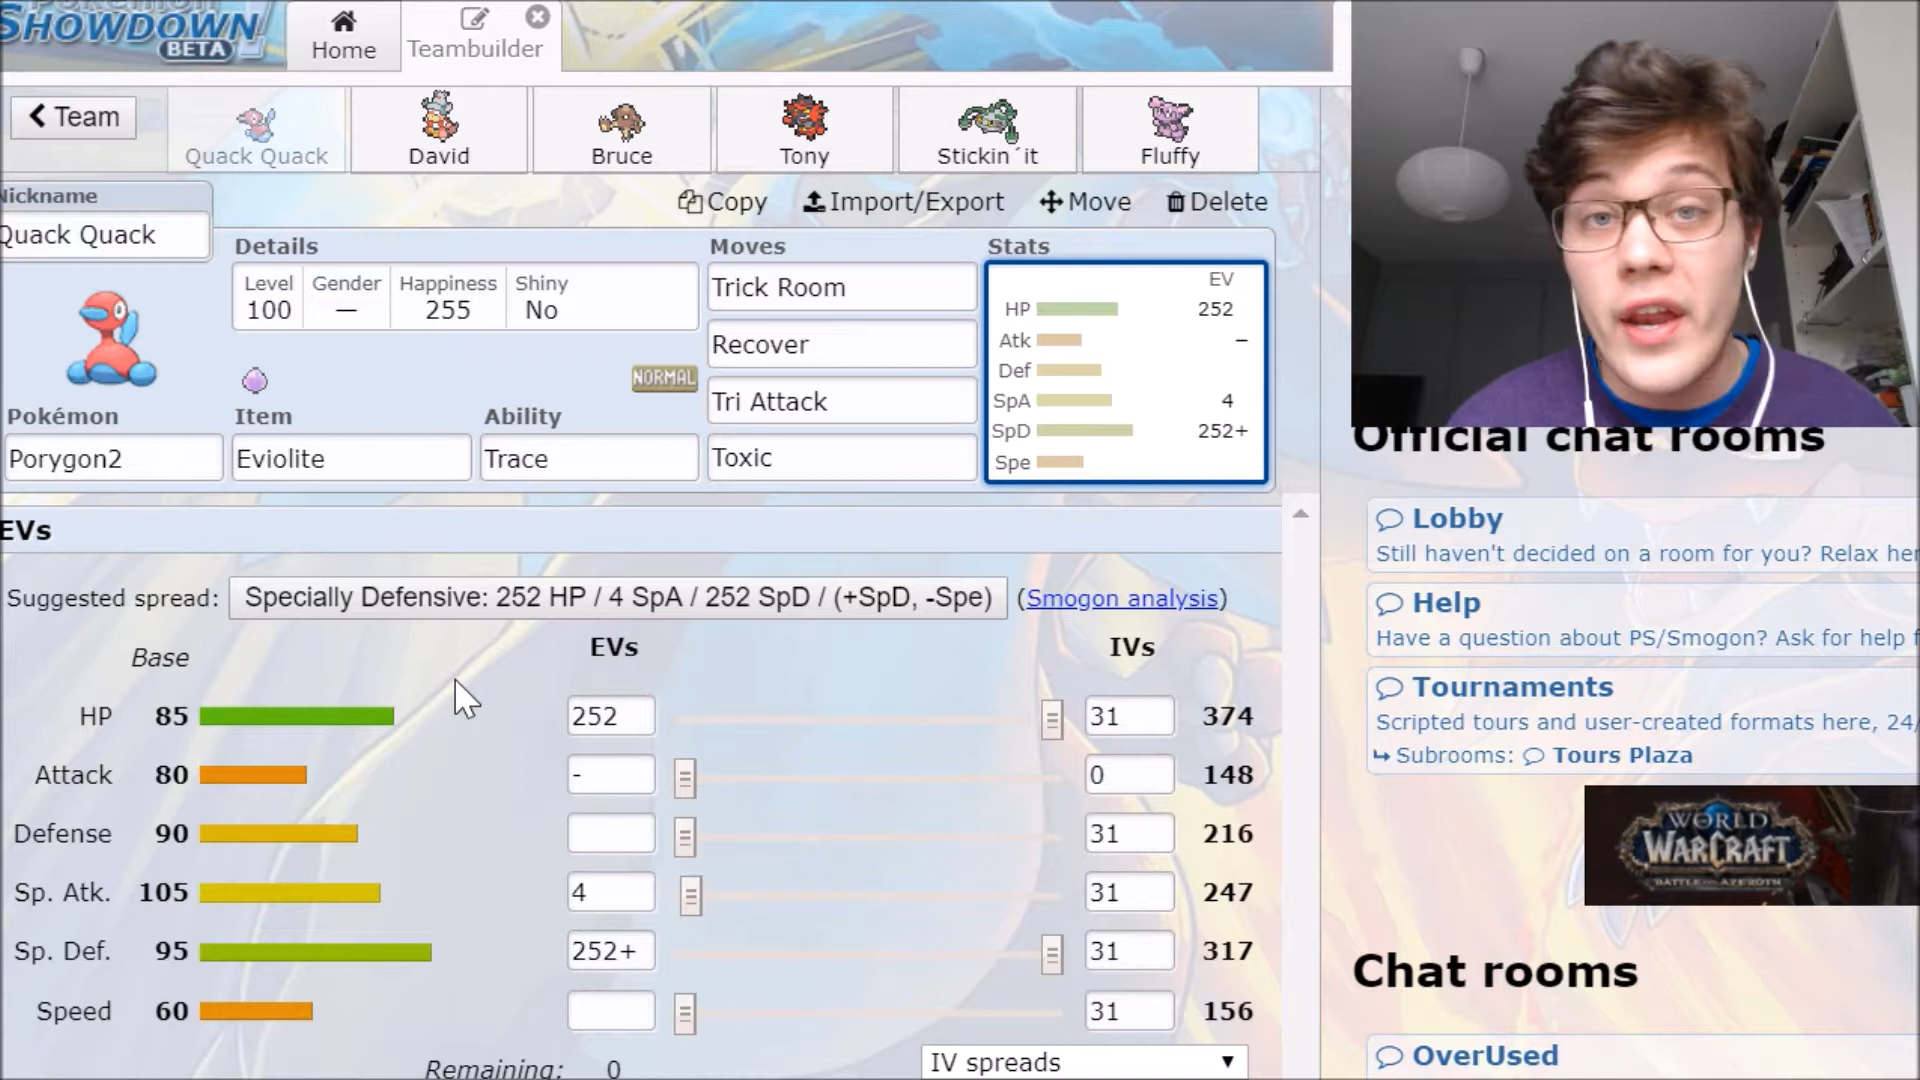 SHOWDOWN
BETA
Home
Teambuilder
Team
Quack Quack
David
Bruce
Tony
Stickin´it
Fluffy
Nickname
Quack Quack
Copy
Import/Export
Move
Delete
Details
Moves
Stats
Level
Gender
Happiness
Shiny
100
—
255
No
NORMAL
Pokémon
Item
Ability
Porygon2
Eviolite
Trace
Trick Room
Recover
Tri Attack
Toxic
EV
HP 252
Atk –
Def
SpA 4
SpD 252+
Spe
EVs
Suggested spread: Specially Defensive: 252 HP / 4 SpA / 252 SpD / (+SpD, -Spe) (Smogon analysis)
Base EVs IVs
HP 85 252 31 374
Attack 80 - 0 148
Defense 90 31 216
Sp. Atk. 105 4 31 247
Sp. Def. 95 252+ 31 317
Speed 60 31 156
Remaining: 0
IV spreads
Official chat rooms
Lobby
Still haven't decided on a room for you? Relax her
Help
Have a question about PS/Smogon? Ask for help f
Tournaments
Scripted tours and user-created formats here, 24/
Subrooms: Tours Plaza
WORLD
WARCRAFT
BATTLE FOR AZEROTH
Chat rooms
OverUsed